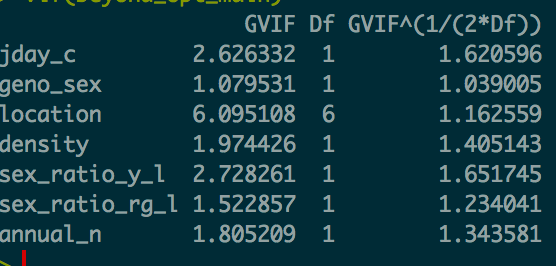 GVIF Df GVIF^(1/(2*Df))
jday_c 2.626332 1 1.620596
geno_sex 1.079531 1 1.039005
location 6.095108 6 1.162559
density 1.974426 1 1.405143
sex_ratio_y_l 2.728261 1 1.651745
sex_ratio_rg_l 1.522857 1 1.234041
annual_n 1.805209 1 1.343581
>